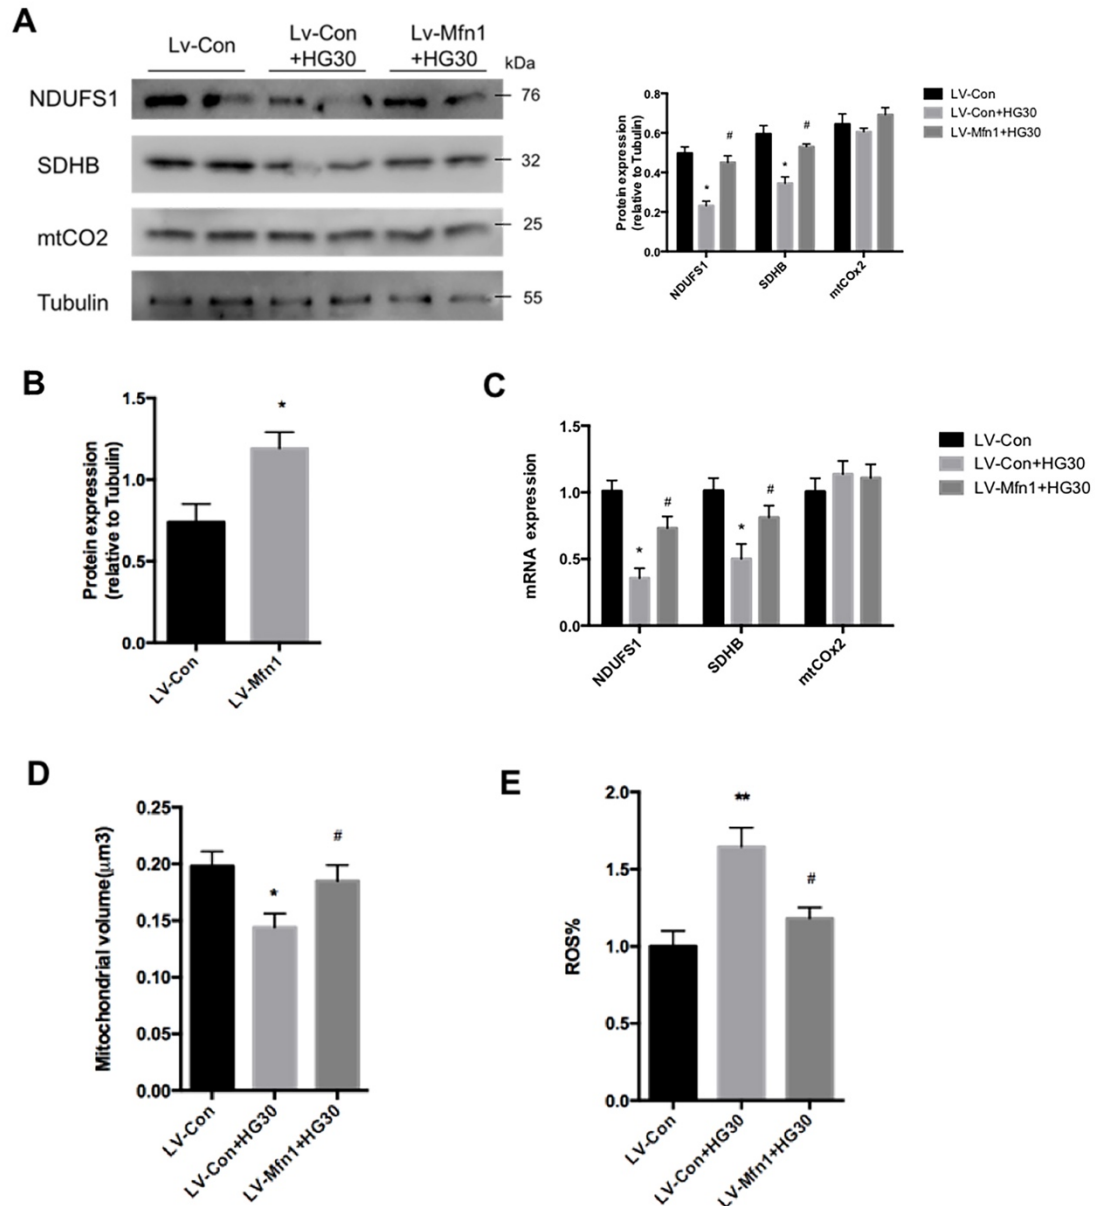 A
Lv-Con
Lv-Con
+HG30
Lv-Mfn1
+HG30
kDa
NDUFS1
76
SDHB
32
mtCO2
25
Tubulin
55
Protein expression
(relative to Tubulin)
0.8
0.6
0.4
0.2
0.0
*
#
*
#
NDUFS1
SDHB
mtCOx2
LV-Con
LV-Con+HG30
LV-Mfn1+HG30
B
Protein expression
(relative to Tubulin)
1.5
1.0
0.5
0.0
*
LV-Con
LV-Mfn1
C
mRNA expression
1.5
1.0
0.5
0.0
*
#
*
#
NDUFS1
SDHB
mtCOx2
LV-Con
LV-Con+HG30
LV-Mfn1+HG30
D
Mitochondrial volume(μm3)
0.25
0.20
0.15
0.10
0.05
0.00
*
#
LV-Con
LV-Con+HG30
LV-Mfn1+HG30
E
ROS%
2.0
1.5
1.0
0.5
0.0
**
#
LV-Con
LV-Con+HG30
LV-Mfn1+HG30